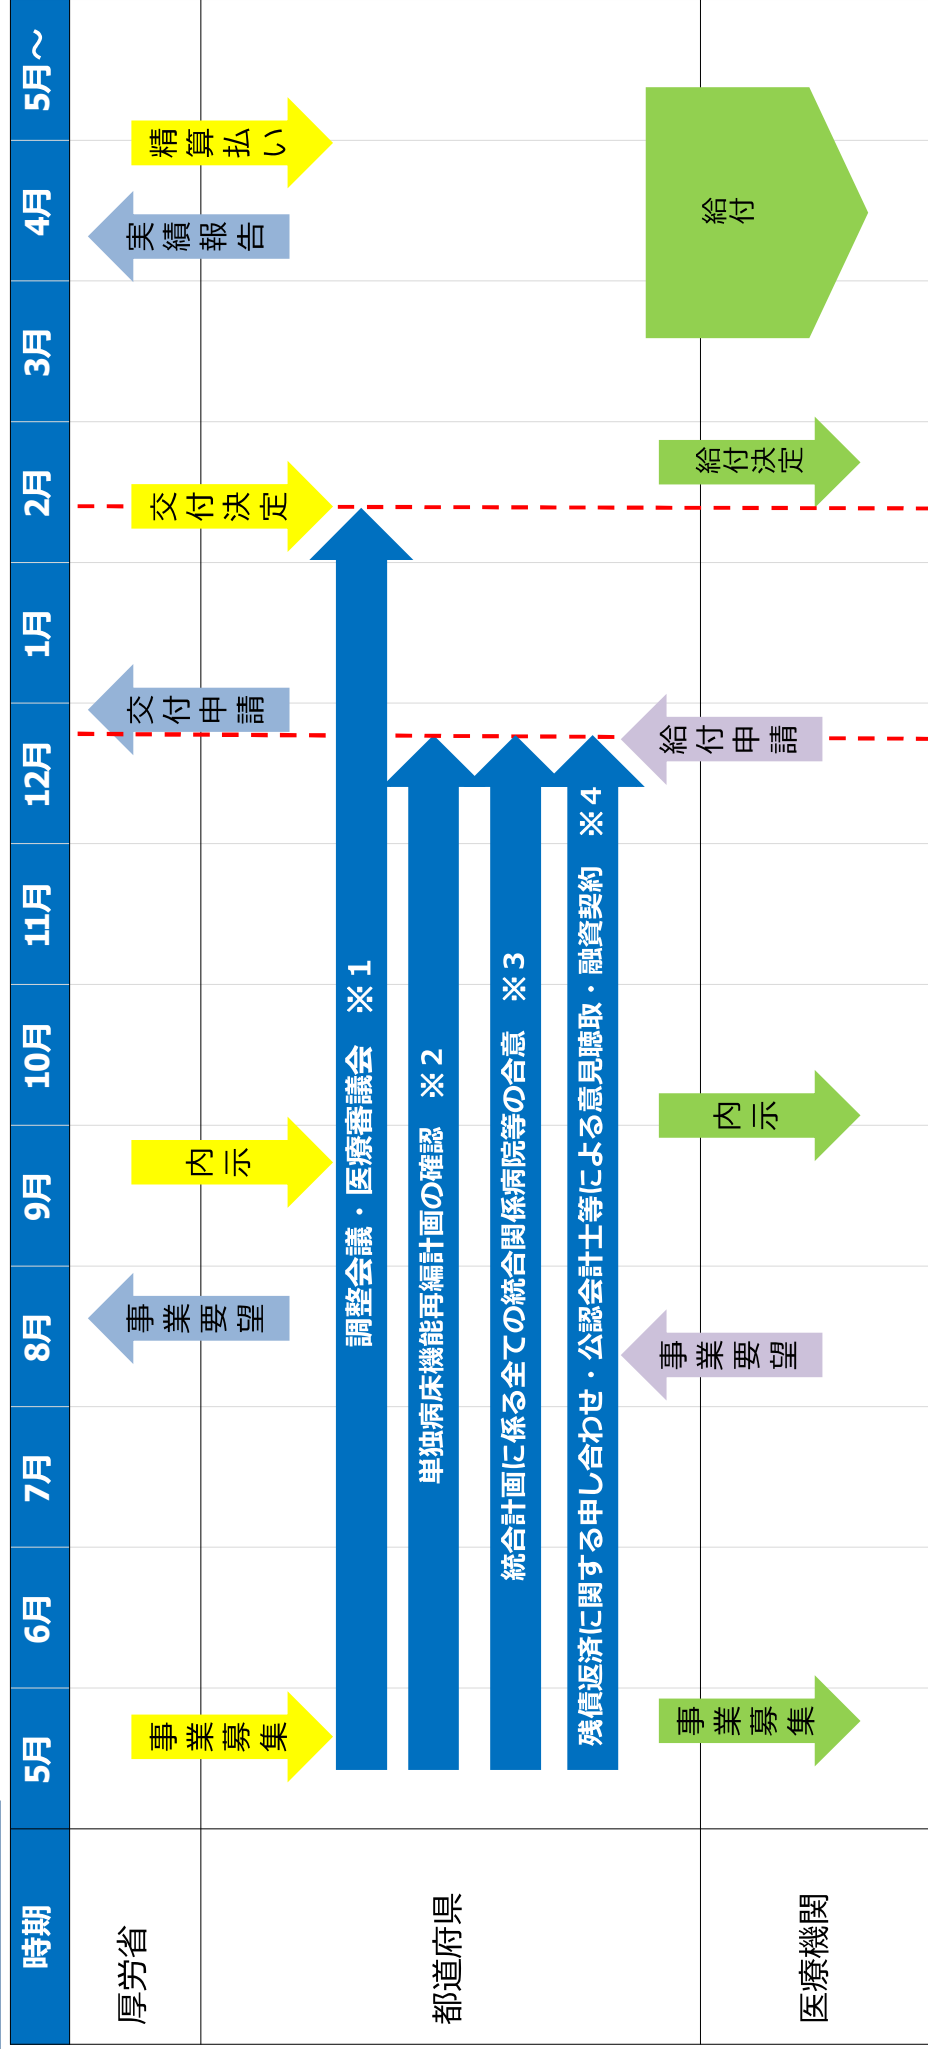 時期
5月
6月
7月
8月
9月
10月
11月
12月
1月
2月
3月
4月
5月～
厚労省
事業募集
事業要望
内示
交付申請
交付決定
実績報告
精算払い
都道府県
調整会議・医療審議会　※１
単独病床機能再編計画の確認　※２
統合計画に係る全ての統合関係病院等の合意　※３
残債返済に関する申し合わせ・公認会計士等による意見聴取・融資契約　※４
医療機関
事業募集
事業要望
内示
給付申請
給付決定
給付